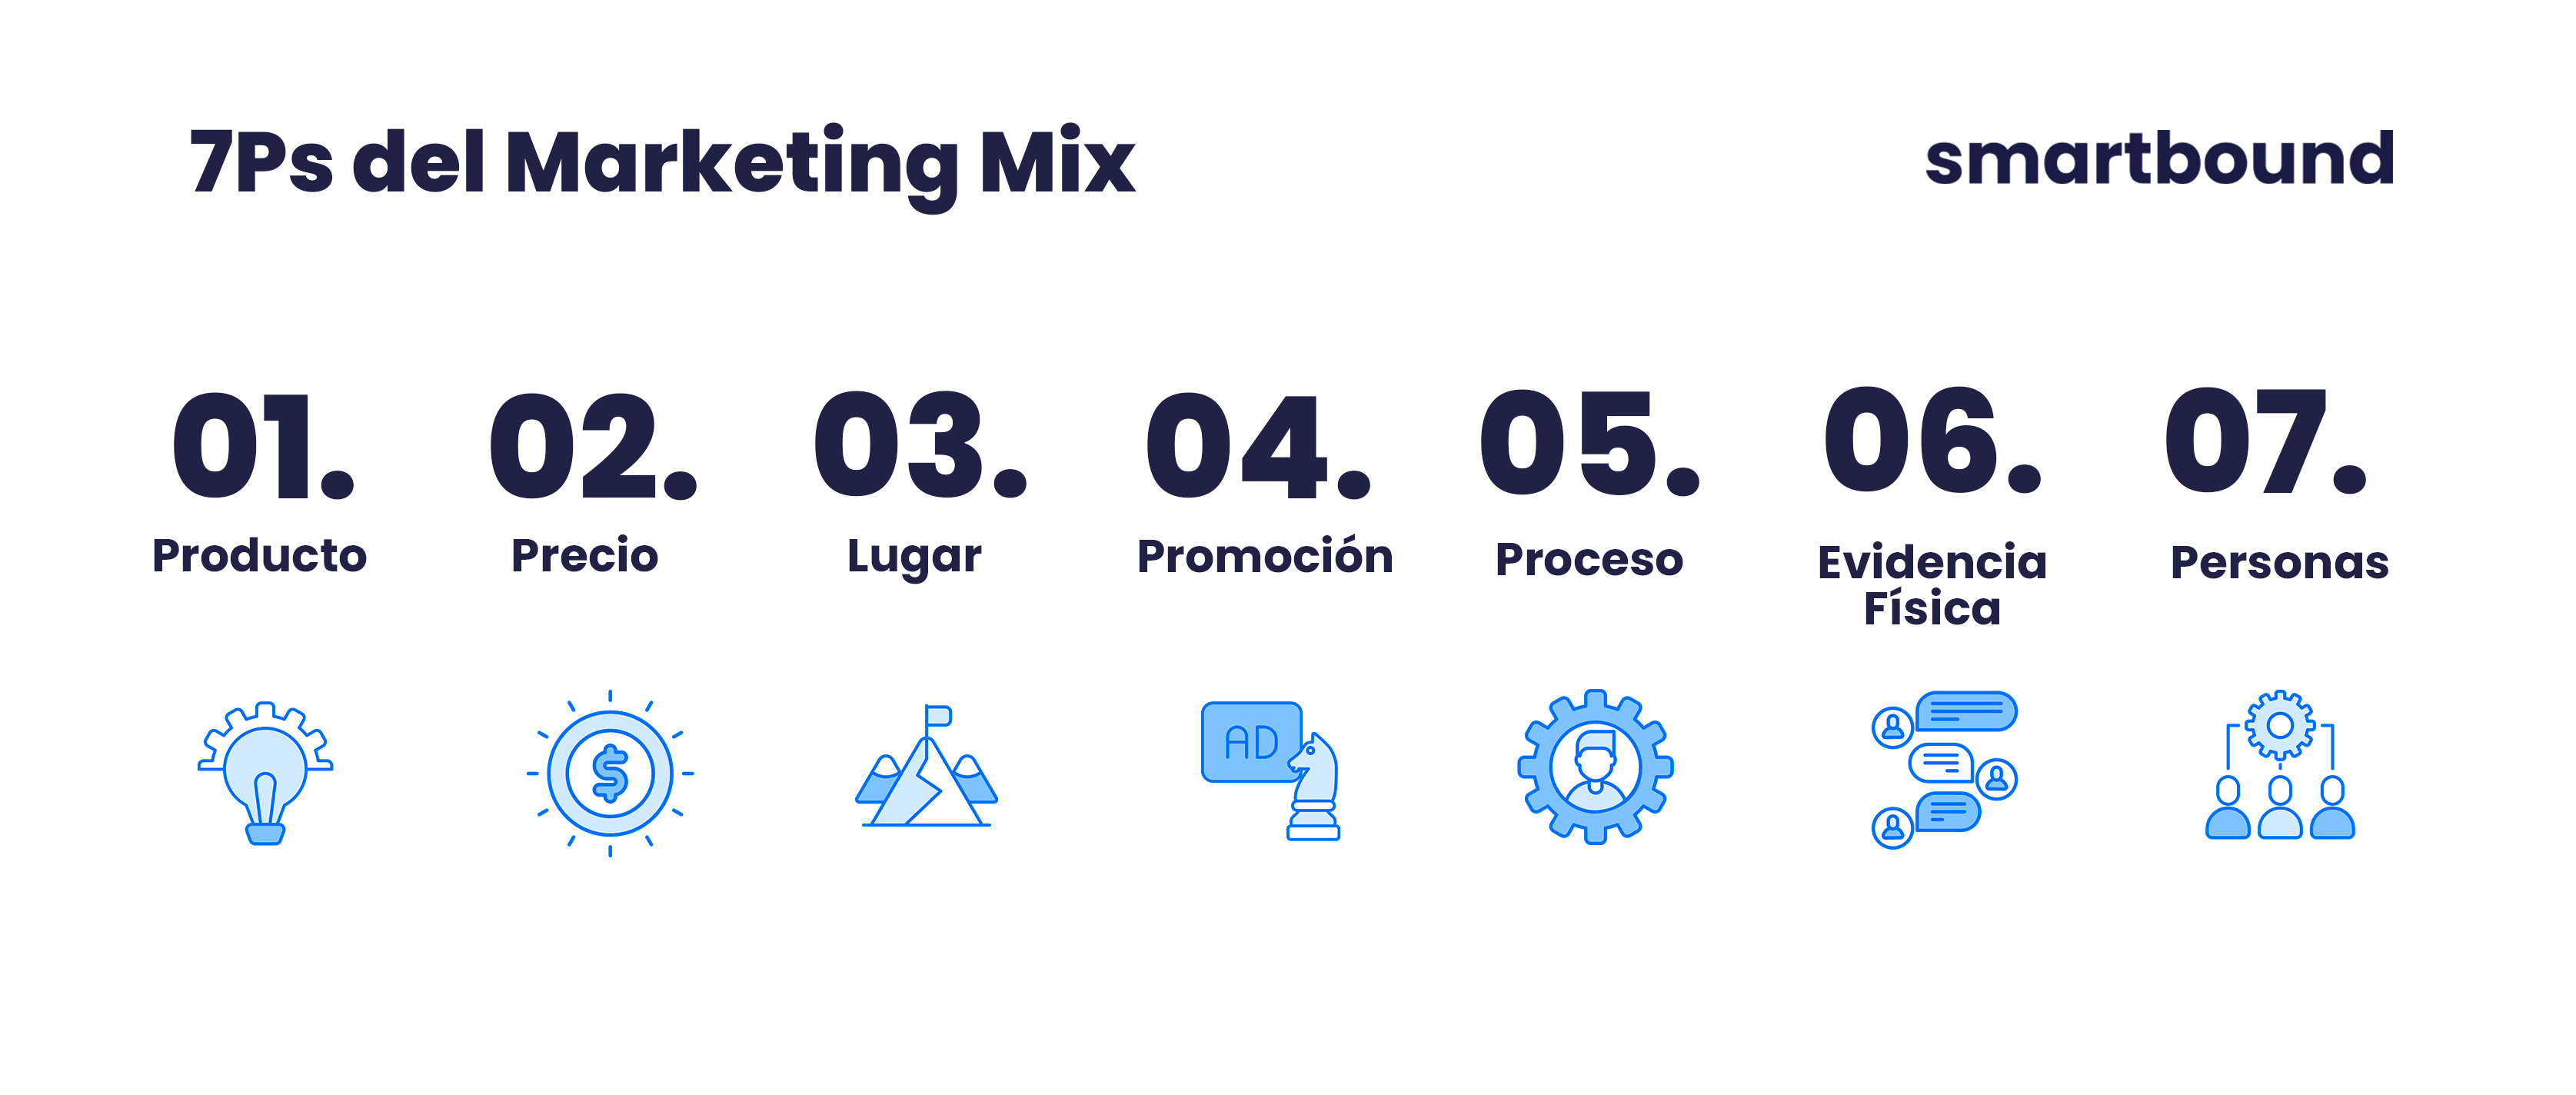 7Ps del Marketing Mix
smartbound
01.
02.
03.
04.
05.
06.
07.
Producto
Precio
Lugar
Promoción
Proceso
Evidencia
Física
Personas
AD